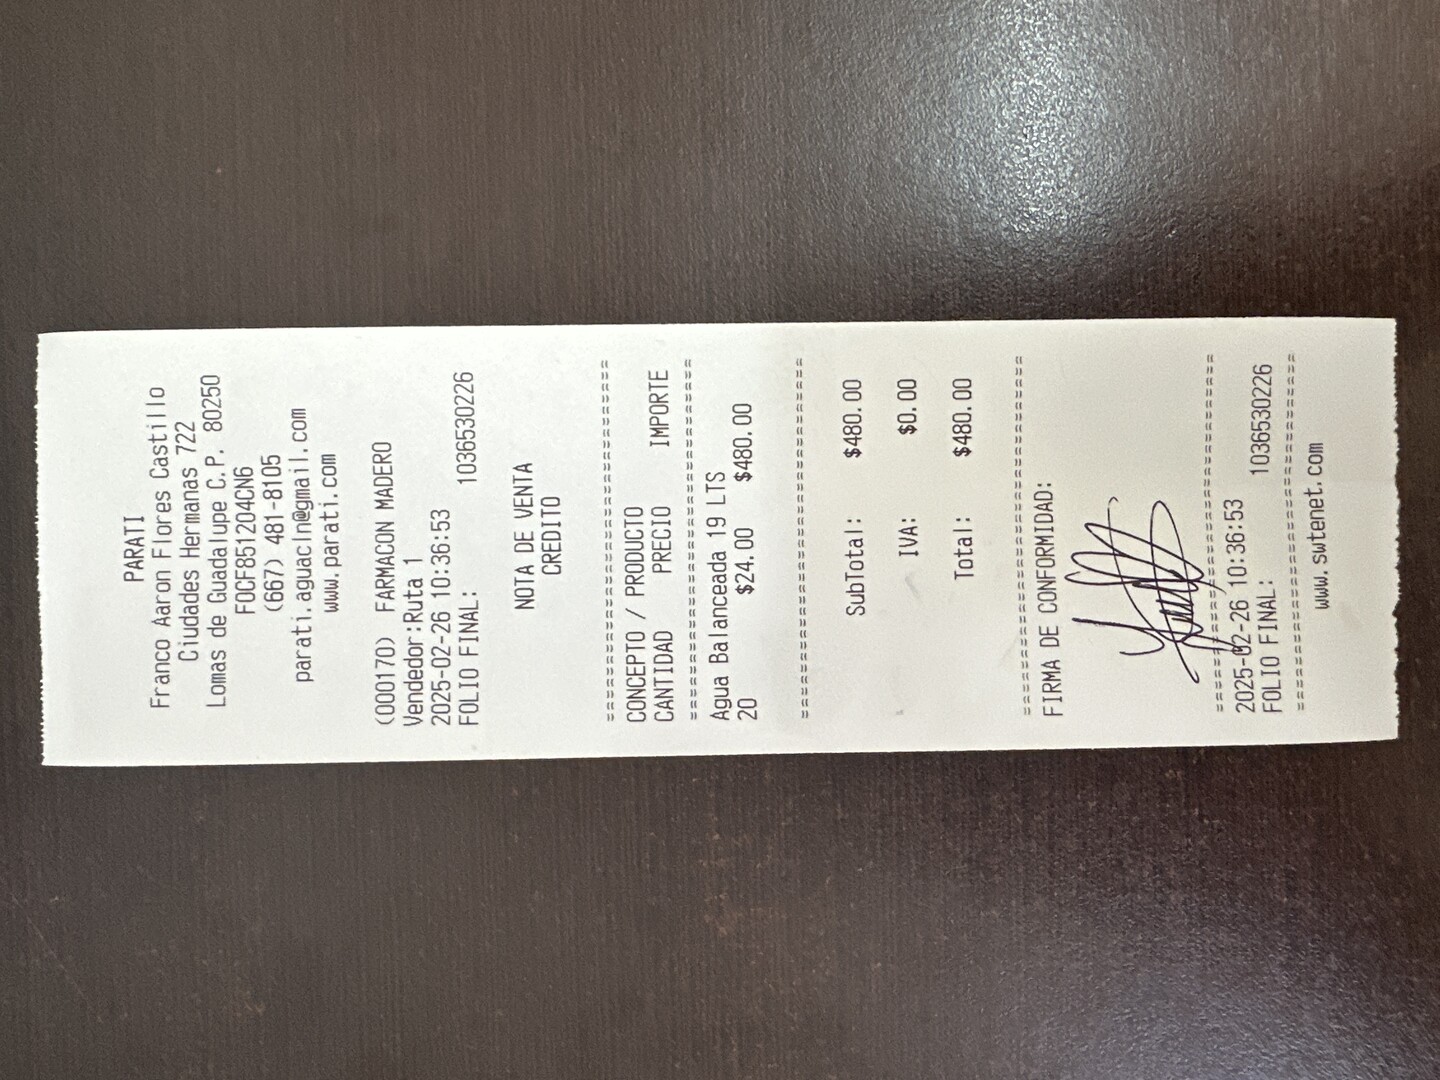 PARATI
Franco Aaron Flores Castillo
Ciudades Hermanas 722
Lomas de Guadalupe C.P. 80250
FOCF851204CN6
(667) 481-8105
parati.aguacln@gmail.com
www.parati.com
(000170) FARMACON MADERO
Vendedor:Ruta 1
2025-02-26 10:36:53
FOLIO FINAL: 1036530226
NOTA DE VENTA
CREDITO
===================================
CONCEPTO / PRODUCTO
CANTIDAD PRECIO IMPORTE
===================================
Agua Balanceada 19 LTS
20 $24.00 $480.00
===================================
SubTotal: $480.00
IVA: $0.00
Total: $480.00
===================================
FIRMA DE CONFORMIDAD:
===================================
2025-02-26 10:36:53
FOLIO FINAL: 1036530226
===================================
www.swtenet.com